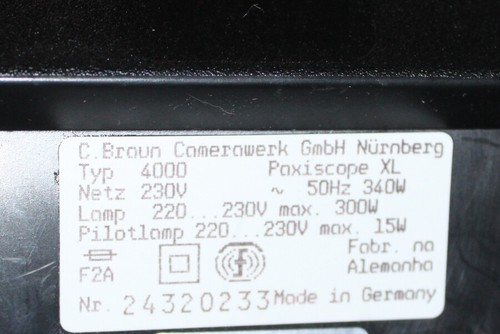 C. Braun Camerawerk GmbH Nürnberg
Typ 4000 Paxiscope XL
Netz 230V ~ 50Hz 340W
Lamp 220...230V max. 300W
Pilotlamp 220...230V max. 15W
Fabr. na
F2A Alemanha
Nr. 24320233 Made in Germany